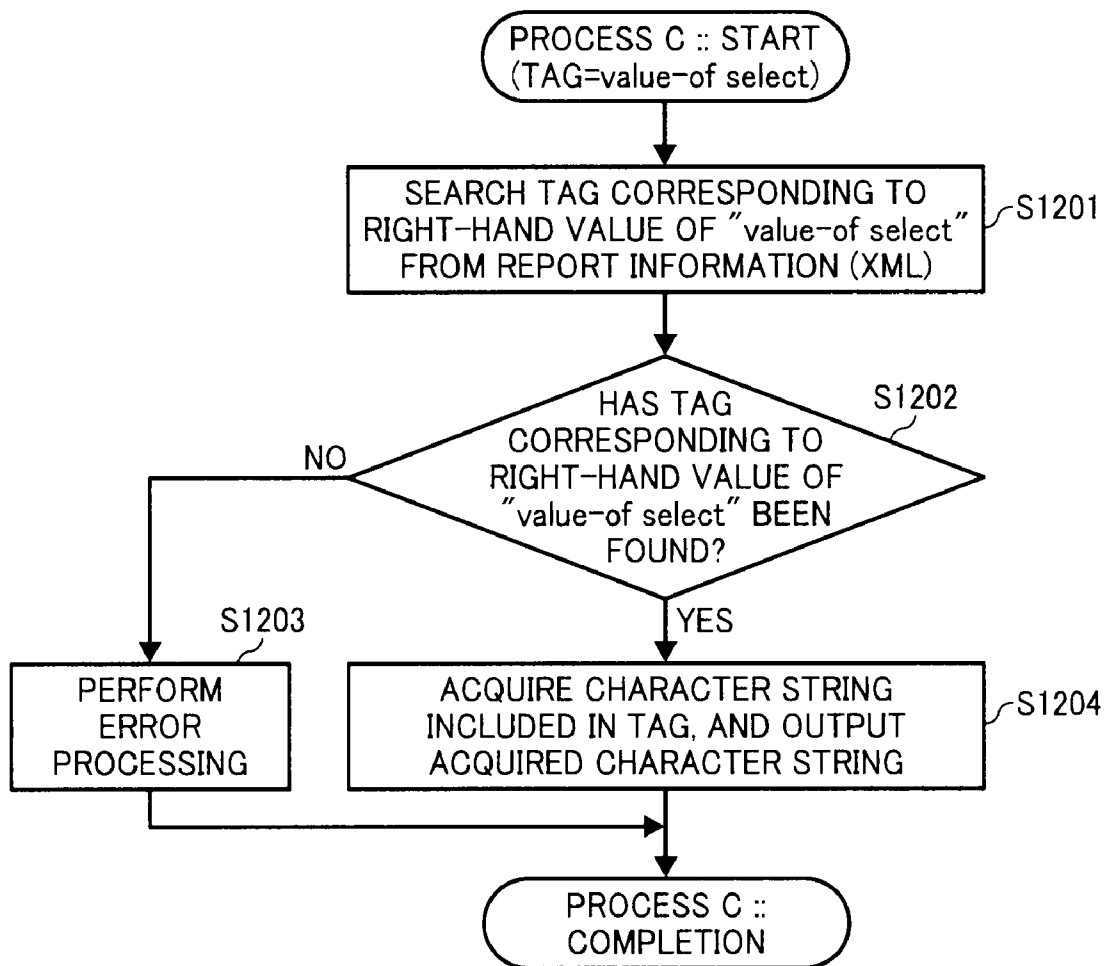 PROCESS C :: START
(TAG=value-of select)
SEARCH TAG CORRESPONDING TO
RIGHT-HAND VALUE OF "value-of select"
FROM REPORT INFORMATION (XML)
S1201
HAS TAG
CORRESPONDING TO
RIGHT-HAND VALUE OF
"value-of select" BEEN
FOUND?
S1202
NO
YES
S1203
PERFORM
ERROR
PROCESSING
ACQUIRE CHARACTER STRING
INCLUDED IN TAG, AND OUTPUT
ACQUIRED CHARACTER STRING
S1204
PROCESS C ::
COMPLETION